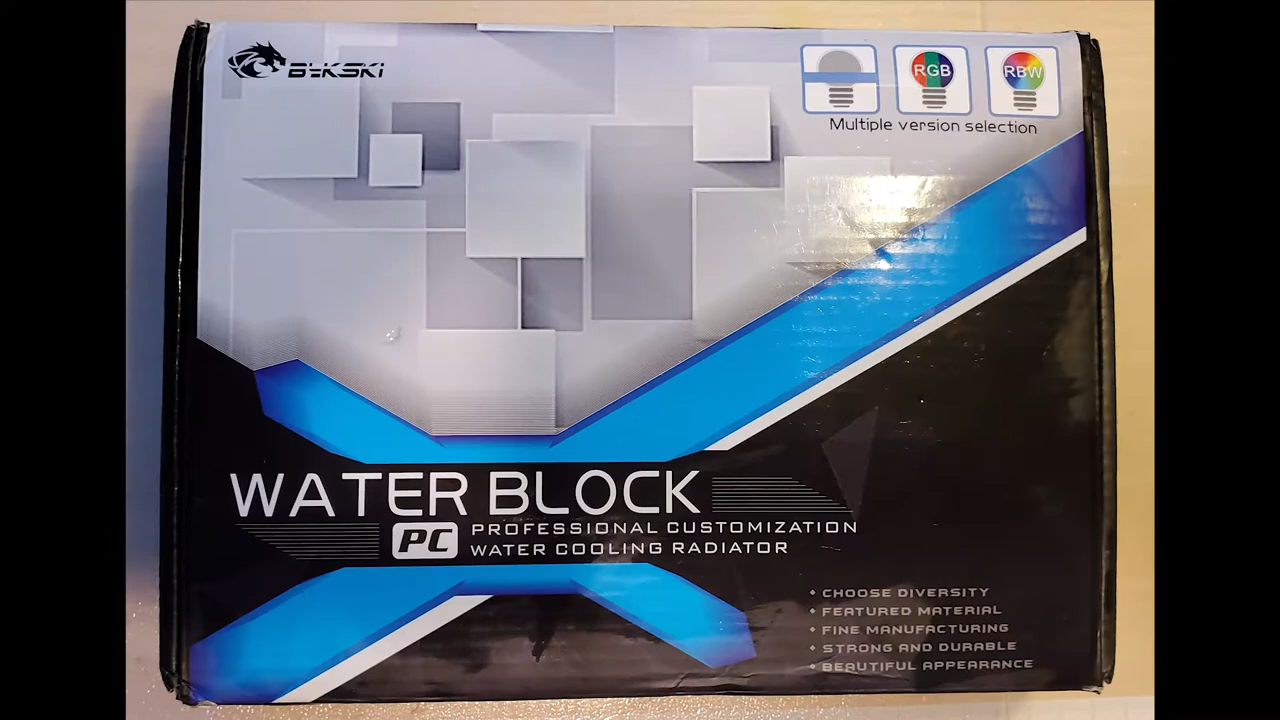 BYKSKI
RGB
RBW
Multiple version selection
WATER BLOCK
PC
PROFESSIONAL CUSTOMIZATION
WATER COOLING RADIATOR
CHOOSE DIVERSITY
FEATURED MATERIAL
FINE MANUFACTURING
STRONG AND DURABLE
BEAUTIFUL APPEARANCE